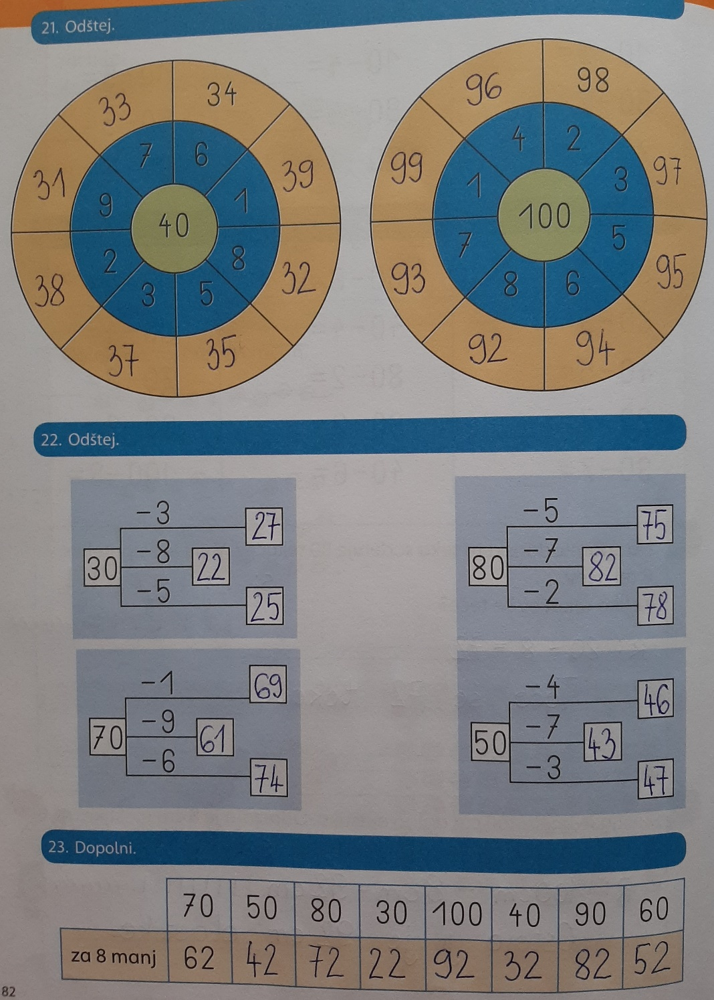 21. Odštej.
33 34
31 7 6 39
9 1
40
2 8
38 3 5 32
37 35
96 98
99 4 2 97
1 3
100
7 5
93 8 6 95
92 94
22. Odštej.
-3 27
30 -8 22
-5 25
-5 75
80 -7 82
-2 78
-1 69
70 -9 61
-6 74
-4 46
50 -7 43
-3 47
23. Dopolni.
70 50 80 30 100 40 90 60
za 8 manj 62 42 72 22 92 32 82 52
82